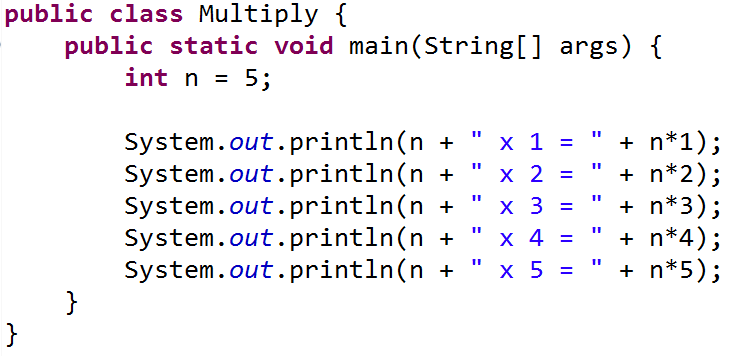 public class Multiply {
    public static void main(String[] args) {
        int n = 5;

        System.out.println(n + " x 1 = " + n*1);
        System.out.println(n + " x 2 = " + n*2);
        System.out.println(n + " x 3 = " + n*3);
        System.out.println(n + " x 4 = " + n*4);
        System.out.println(n + " x 5 = " + n*5);
    }
}